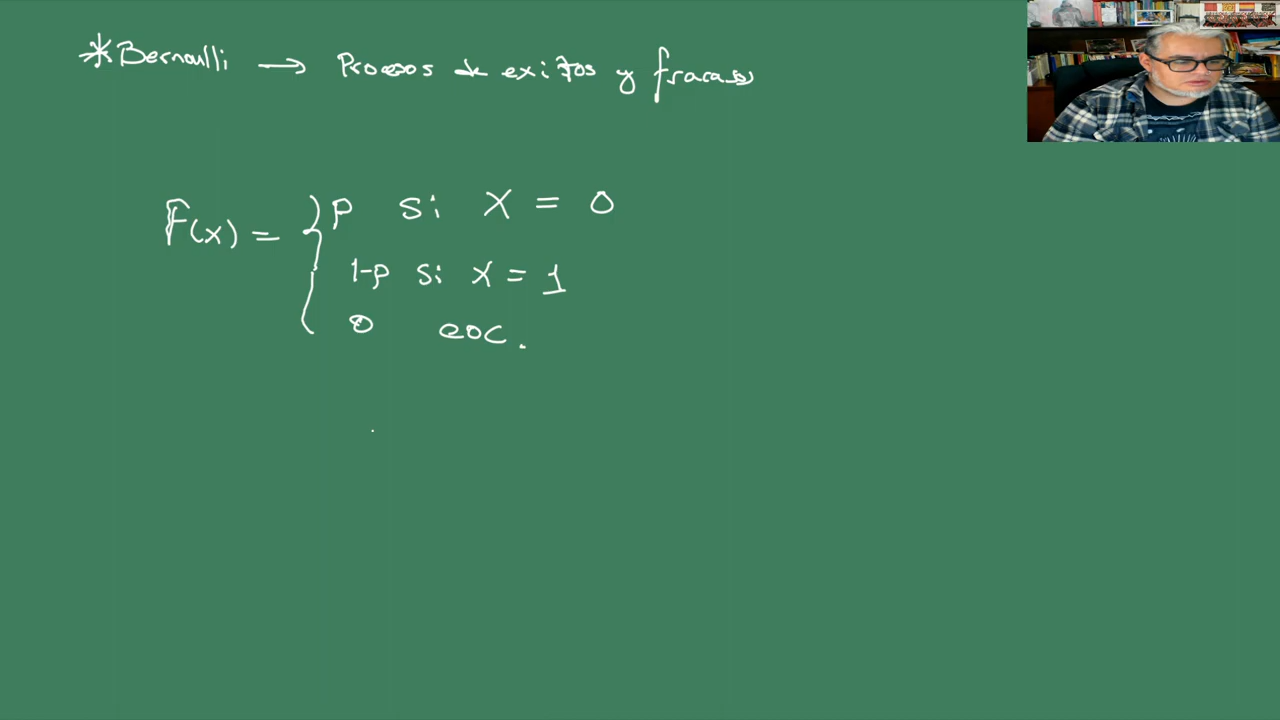 *Bernoulli → Procesos de exitos y fracasos
F(x) = { p si X = 0
1-p si X = 1
0 eoc.